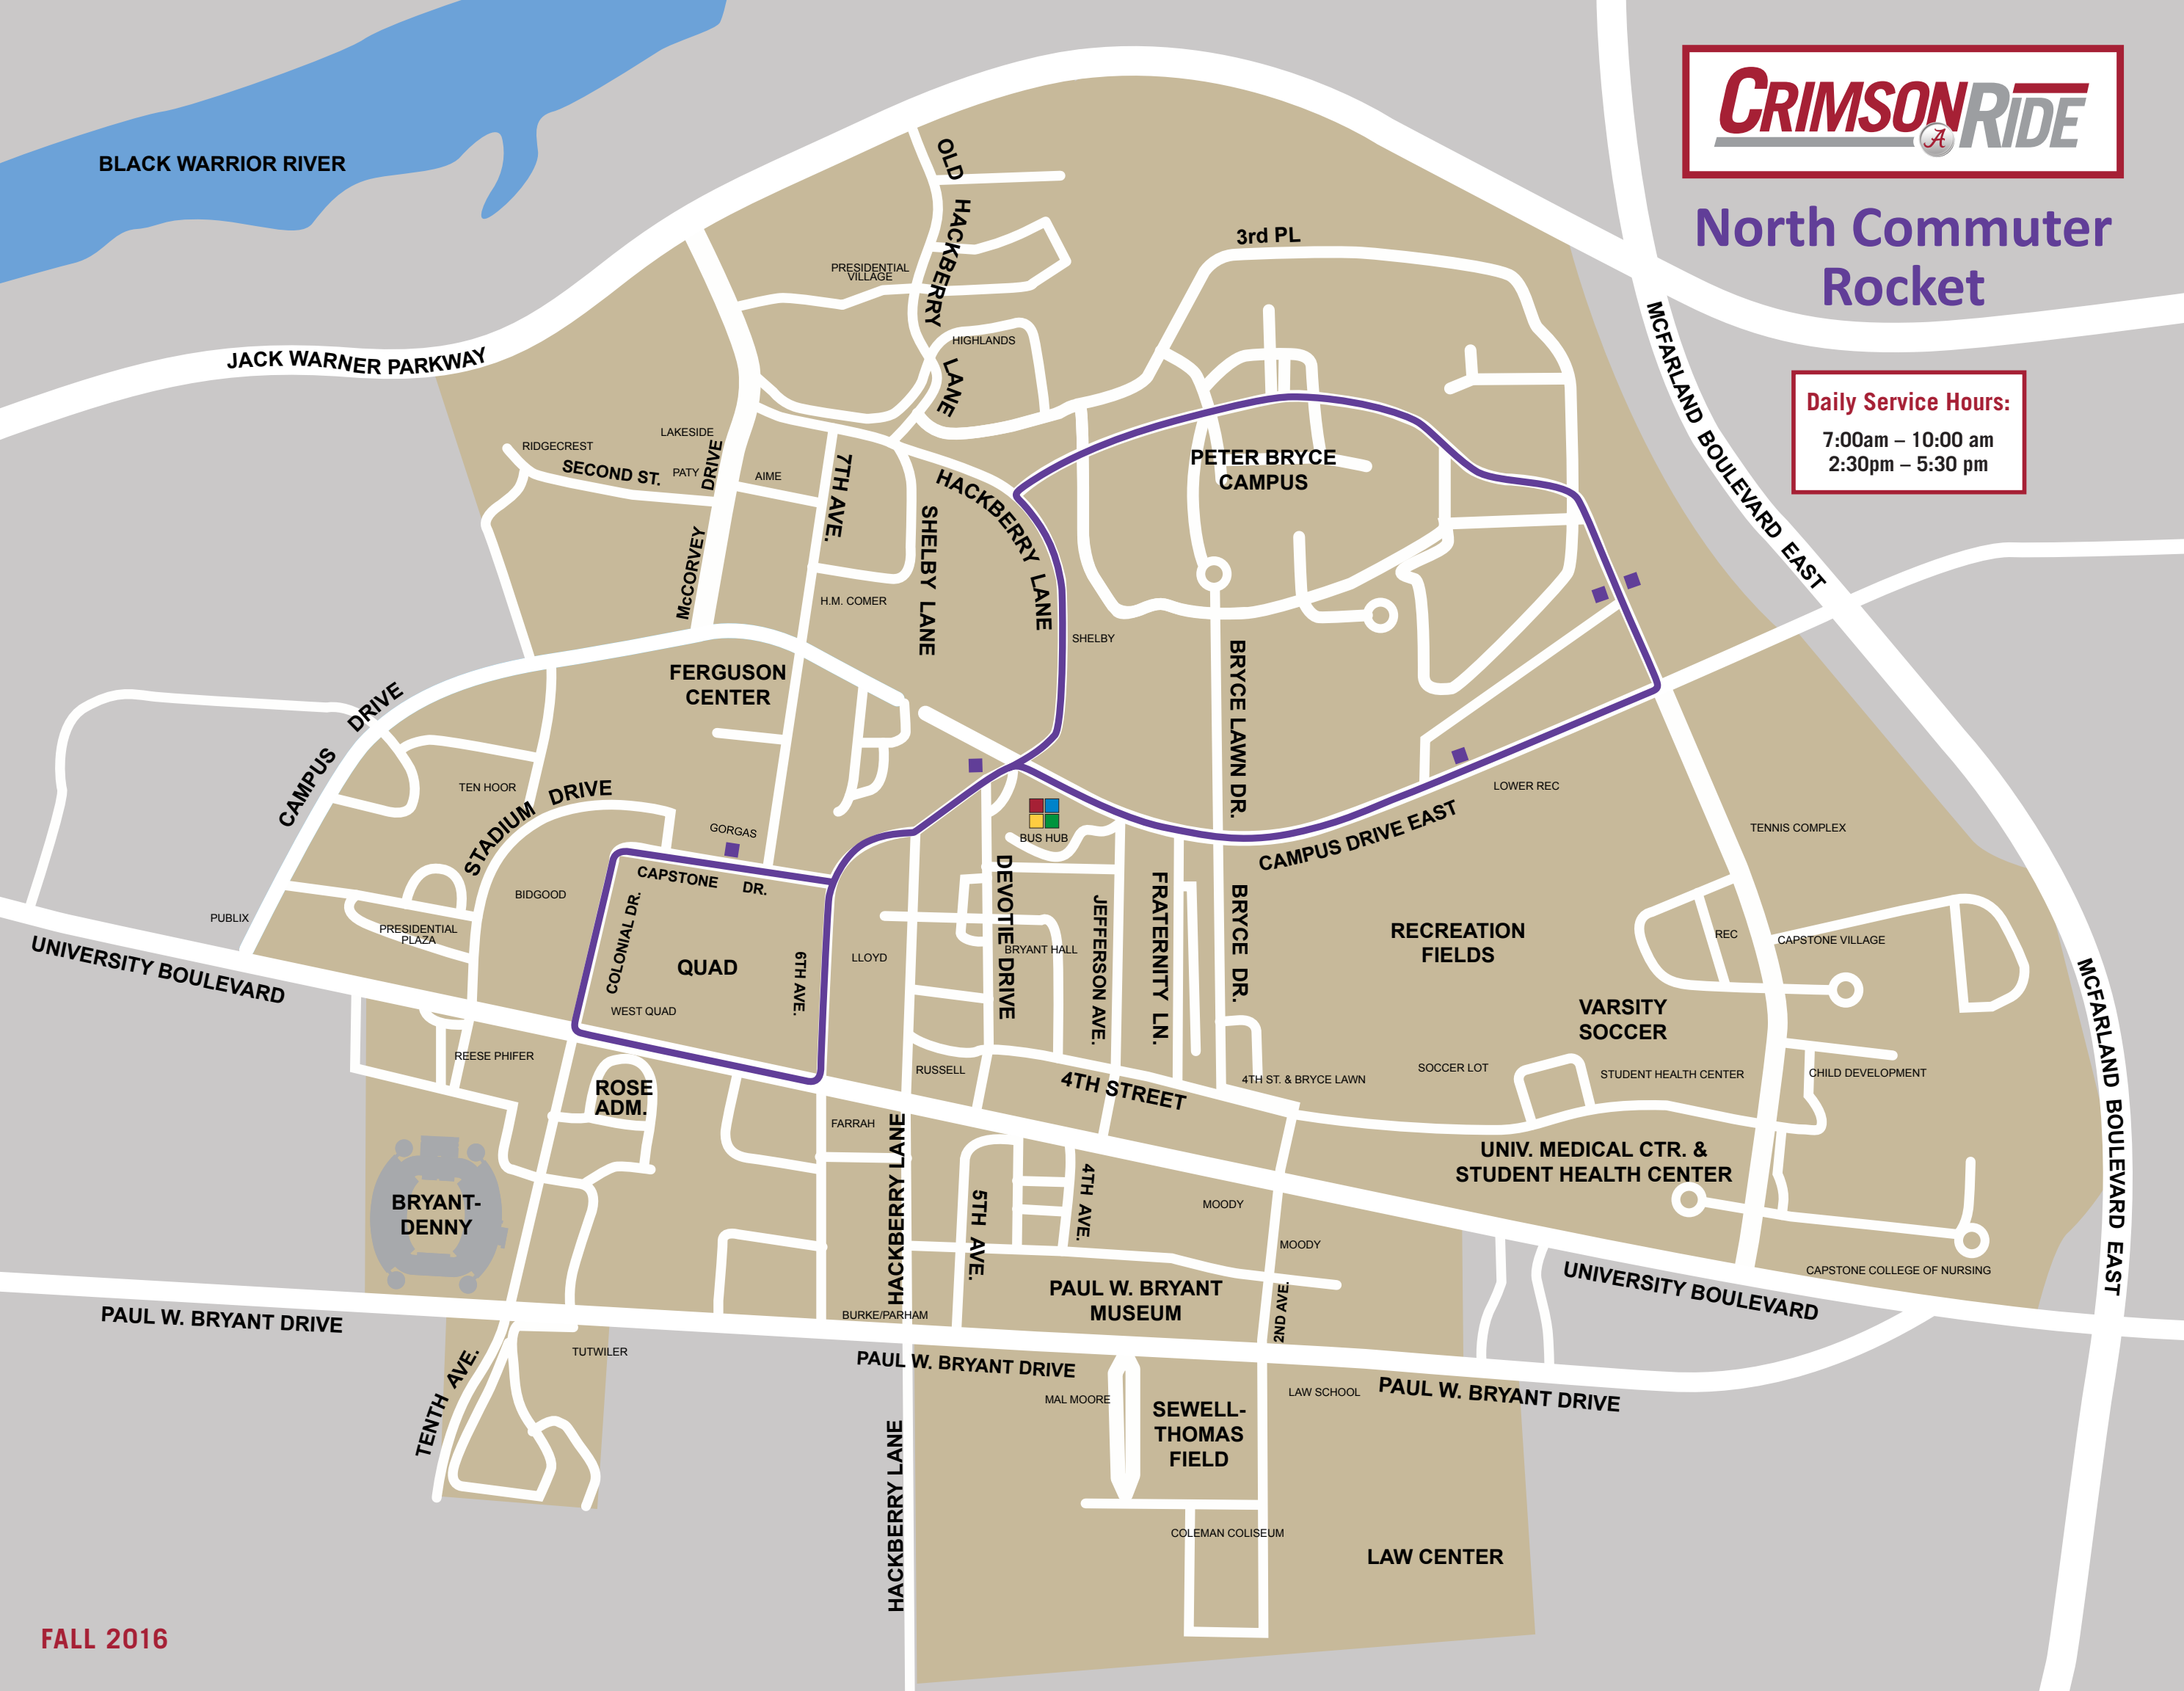 CRIMSONRIDE
A
North Commuter
Rocket
Daily Service Hours:
7:00am – 10:00 am
2:30pm – 5:30 pm
BLACK WARRIOR RIVER
JACK WARNER PARKWAY
OLD HACKBERRY LANE
3rd PL
PRESIDENTIAL
VILLAGE
HIGHLANDS
MCFARLAND BOULEVARD EAST
RIDGECREST
LAKESIDE
SECOND ST.
PATY
McCORVEY DRIVE
AIME
7TH AVE.
SHELBY LANE
HACKBERRY LANE
PETER BRYCE
CAMPUS
H.M. COMER
SHELBY
FERGUSON
CENTER
BRYCE LAWN DR.
CAMPUS DRIVE
TEN HOOR
STADIUM DRIVE
GORGAS
BUS HUB
CAMPUS DRIVE EAST
LOWER REC
TENNIS COMPLEX
CAPSTONE DR.
COLONIAL DR.
BIDGOOD
PUBLIX
PRESIDENTIAL
PLAZA
UNIVERSITY BOULEVARD
QUAD
WEST QUAD
6TH AVE.
LLOYD
DEVOTIE DRIVE
BRYANT HALL
JEFFERSON AVE.
FRATERNITY LN.
BRYCE DR.
RECREATION
FIELDS
REC
CAPSTONE VILLAGE
VARSITY
SOCCER
MCFARLAND BOULEVARD EAST
REESE PHIFER
ROSE
ADM.
RUSSELL
4TH STREET
4TH ST. & BRYCE LAWN
SOCCER LOT
STUDENT HEALTH CENTER
CHILD DEVELOPMENT
FARRAH
HACKBERRY LANE
UNIV. MEDICAL CTR. &
STUDENT HEALTH CENTER
BRYANT-
DENNY
5TH AVE.
4TH AVE.
MOODY
MOODY
PAUL W. BRYANT
MUSEUM
2ND AVE.
UNIVERSITY BOULEVARD
CAPSTONE COLLEGE OF NURSING
PAUL W. BRYANT DRIVE
BURKE/PARHAM
TENTH AVE.
TUTWILER
PAUL W. BRYANT DRIVE
PAUL W. BRYANT DRIVE
MAL MOORE
LAW SCHOOL
SEWELL-
THOMAS
FIELD
HACKBERRY LANE
COLEMAN COLISEUM
LAW CENTER
FALL 2016